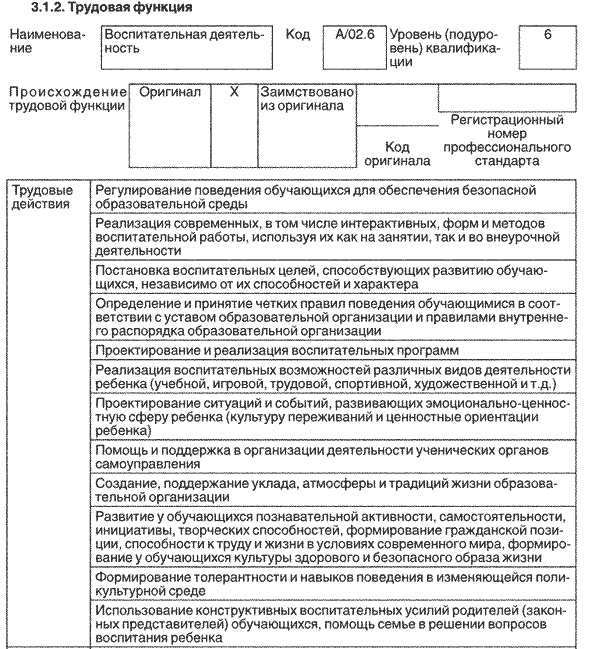 3.1.2. Трудовая функция
Наименова-
ние
Воспитательная деятель-
ность
Код
А/02.6
Уровень (подуро-
вень) квалифика-
ции
6
Происхождение
трудовой функции
Оригинал
X
Заимствовано
из оригинала
Код
оригинала
Регистрационный
номер
профессионального
стандарта
Трудовые
действия
Регулирование поведения обучающихся для обеспечения безопасной
образовательной среды
Реализация современных, в том числе интерактивных, форм и методов
воспитательной работы, используя их как на занятии, так и во внеурочной
деятельности
Постановка воспитательных целей, способствующих развитию обучаю-
щихся, независимо от их способностей и характера
Определение и принятие четких правил поведения обучающимися в соот-
ветствии с уставом образовательной организации и правилами внутренне-
го распорядка образовательной организации
Проектирование и реализация воспитательных программ
Реализация воспитательных возможностей различных видов деятельности
ребенка (учебной, игровой, трудовой, спортивной, художественной и т.д.)
Проектирование ситуаций и событий, развивающих эмоционально-ценнос-
тную сферу ребенка (культуру переживаний и ценностные ориентации
ребенка)
Помощь и поддержка в организации деятельности ученических органов
самоуправления
Создание, поддержание уклада, атмосферы и традиций жизни образова-
тельной организации
Развитие у обучающихся познавательной активности, самостоятельности,
инициативы, творческих способностей, формирование гражданской пози-
ции, способности к труду и жизни в условиях современного мира, формиро-
вание у обучающихся культуры здорового и безопасного образа жизни
Формирование толерантности и навыков поведения в изменяющейся поли-
культурной среде
Использование конструктивных воспитательных усилий родителей (закон-
ных представителей) обучающихся, помощь семье в решении вопросов
воспитания ребенка